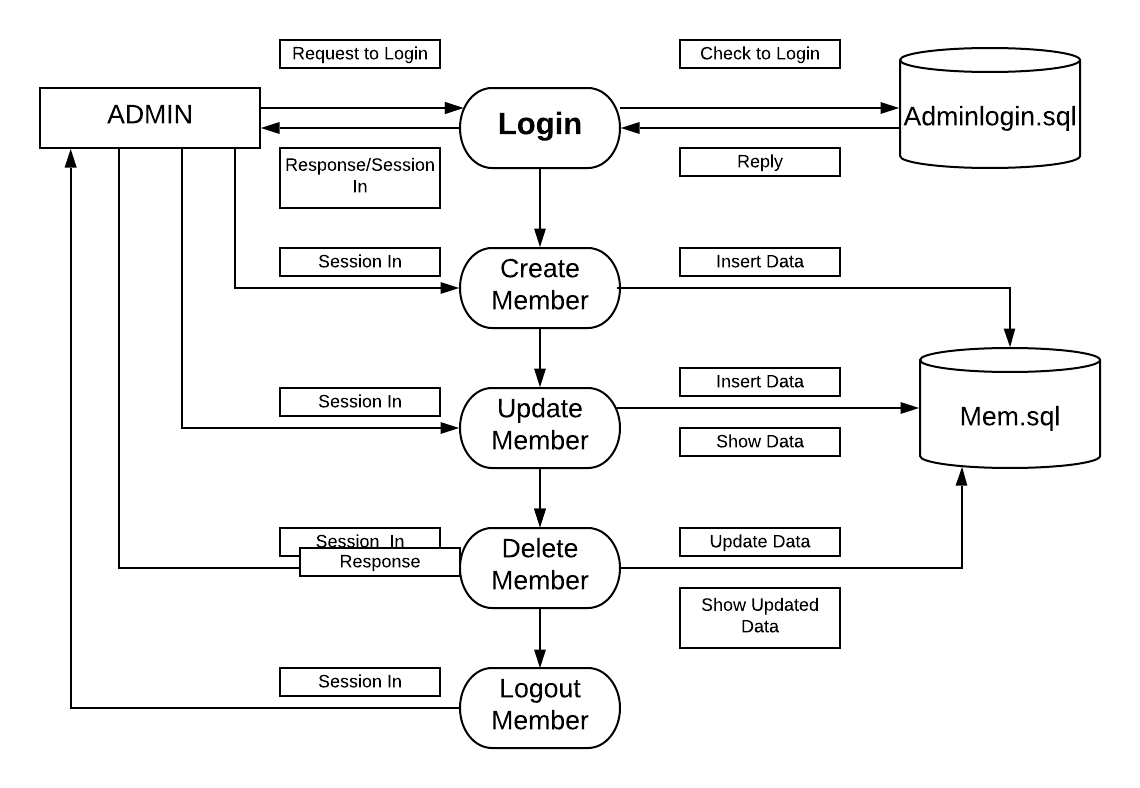 Request to Login
Check to Login
ADMIN
Login
Adminlogin.sql
Response/Session
In
Reply
Session In
Create
Member
Insert Data
Session In
Update
Member
Insert Data
Show Data
Mem.sql
Session In
Response
Delete
Member
Update Data
Show Updated
Data
Session In
Logout
Member